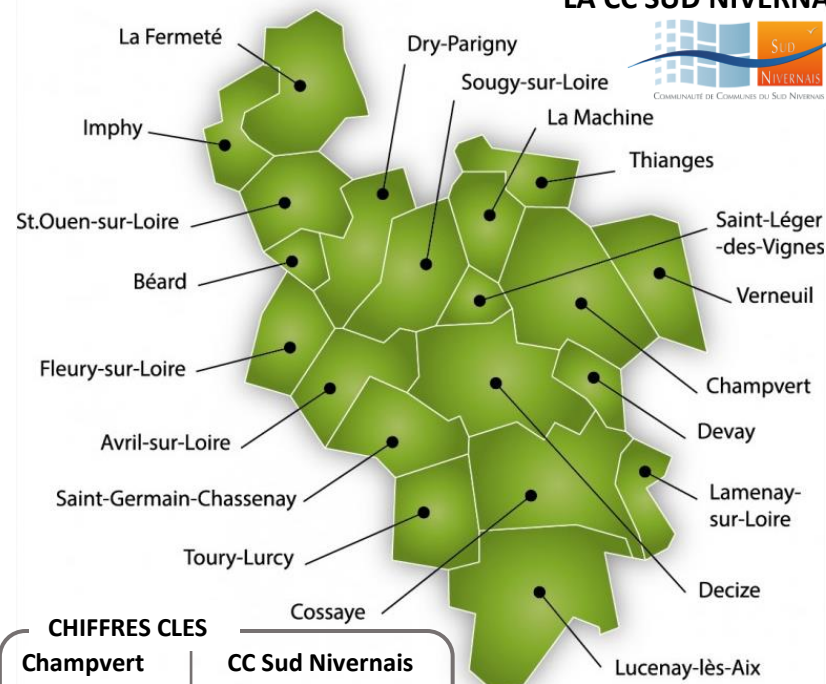 LA CC SUD NIVERNA
SUD
NIVERNAIS
COMMUNAUTÉ DE COMMUNES DU SUD NIVERNAIS
La Fermeté
Dry-Parigny
Sougy-sur-Loire
Imphy
La Machine
Thianges
St.Ouen-sur-Loire
Saint-Léger
-des-Vignes
Béard
Verneuil
Fleury-sur-Loire
Champvert
Avril-sur-Loire
Devay
Saint-Germain-Chassenay
Lamenay-
sur-Loire
Toury-Lurcy
Decize
Cossaye
Lucenay-lès-Aix
CHIFFRES CLES
Champvert
CC Sud Nivernais